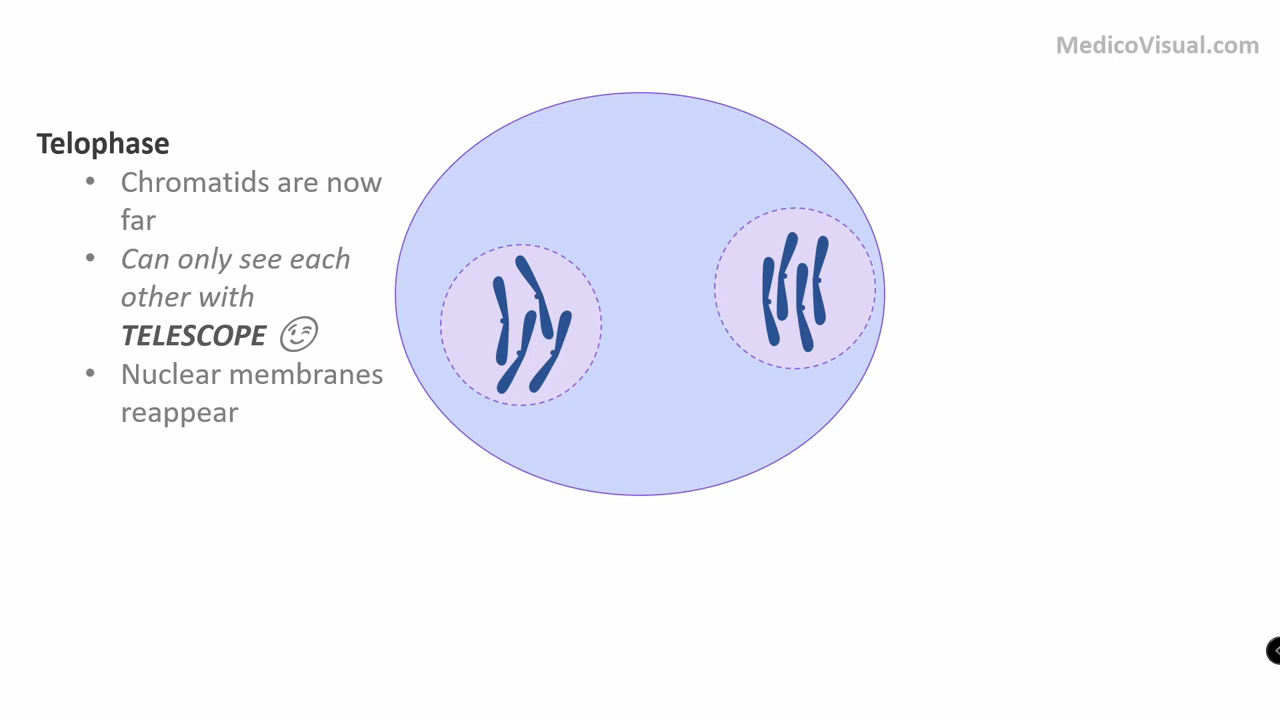 MedicoVisual.com
Telophase
• Chromatids are now
far
• Can only see each
other with
TELESCOPE 😉
• Nuclear membranes
reappear